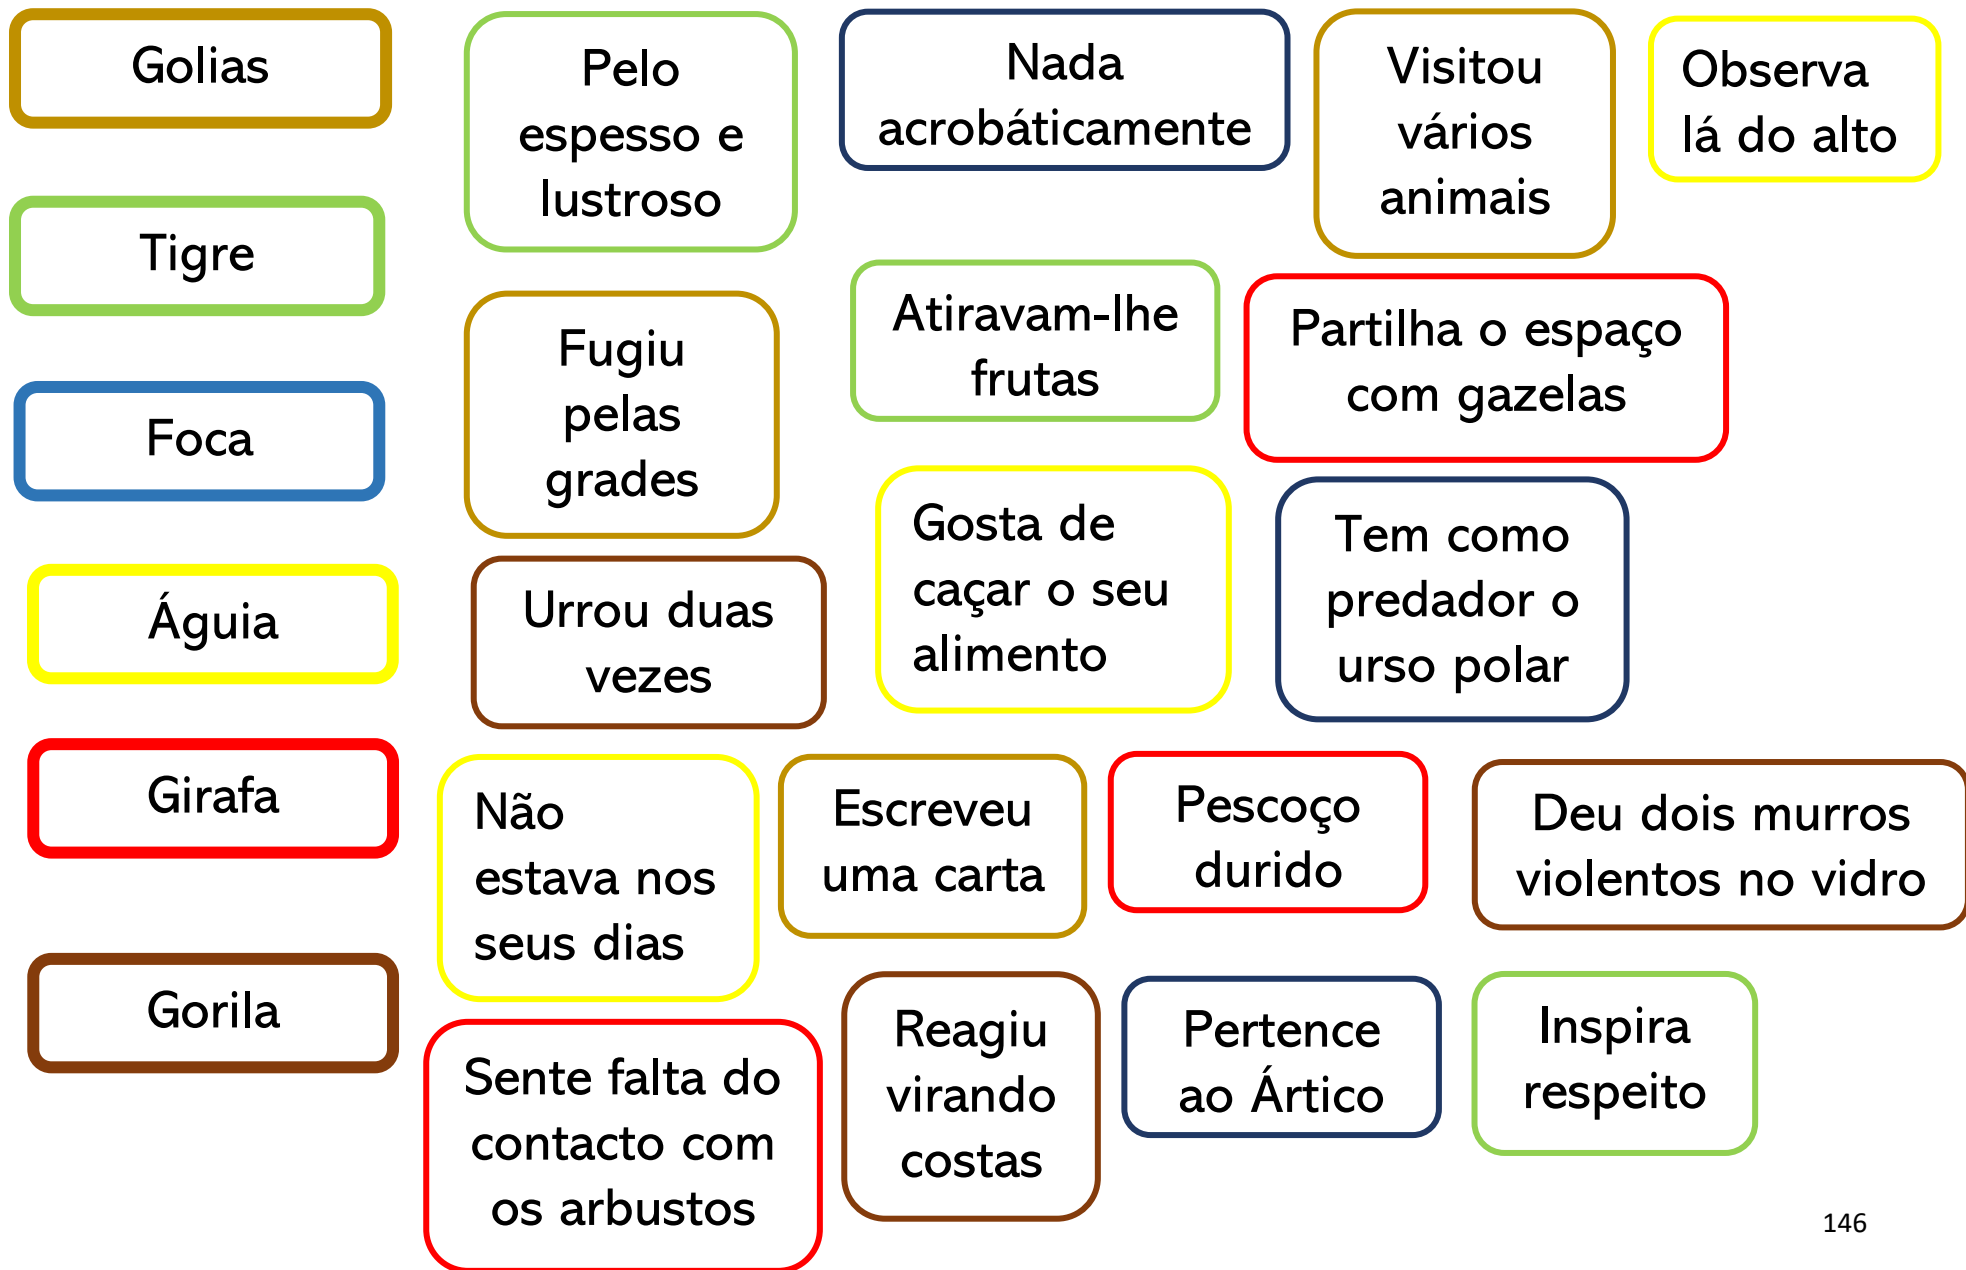 Golias
Tigre
Foca
Águia
Girafa
Gorila
Pelo
espesso e
lustroso
Nada
acrobáticamente
Visitou
vários
animais
Observa
lá do alto
Fugiu
pelas
grades
Atiravam-lhe
frutas
Partilha o espaço
com gazelas
Urrou duas
vezes
Gosta de
caçar o seu
alimento
Tem como
predador o
urso polar
Não
estava nos
seus dias
Escreveu
uma carta
Pescoço
durido
Deu dois murros
violentos no vidro
Sente falta do
contacto com
os arbustos
Reagiu
virando
costas
Pertence
ao Ártico
Inspira
respeito
146